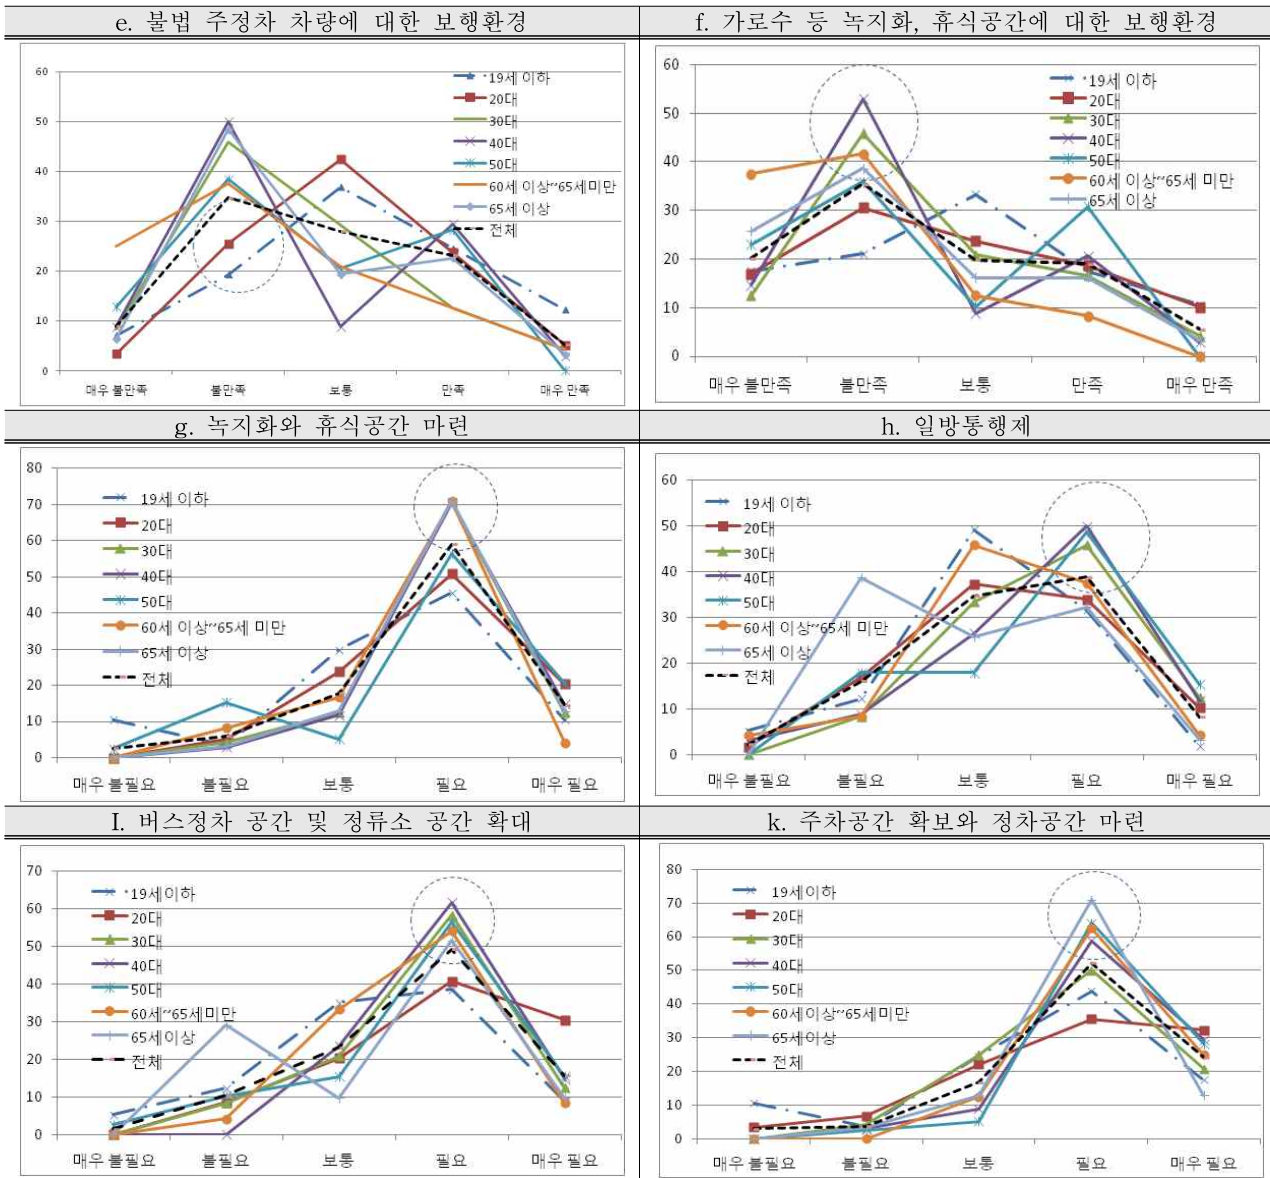 e. 불법 주정차 차량에 대한 보행환경
60
50
40
30
20
10
0
19세 이하
20대
30대
40대
50대
60세 이상~65세미만
65세 이상
전체
매우 불만족 불만족 보통 만족 매우 만족
f. 가로수 등 녹지화, 휴식공간에 대한 보행환경
60
50
40
30
20
10
0
19세 이하
20대
30대
40대
50대
60세 이상~65세 미만
65세 이상
전체
매우 불만족 불만족 보통 만족 매우 만족
g. 녹지화와 휴식공간 마련
80
70
60
50
40
30
20
10
0
19세 이하
20대
30대
40대
50대
60세 이상~65세 미만
65세 이상
전체
매우 불필요 불필요 보통 필요 매우 필요
h. 일방통행제
60
50
40
30
20
10
0
19세 이하
20대
30대
40대
50대
60세 이상~65세 미만
65세 이상
전체
매우 불필요 불필요 보통 필요 매우 필요
I. 버스정차 공간 및 정류소 공간 확대
70
60
50
40
30
20
10
0
19세이하
20대
30대
40대
50대
60세~65세미만
65세이상
전체
매우 불필요 불필요 보통 필요 매우 필요
k. 주차공간 확보와 정차공간 마련
80
70
60
50
40
30
20
10
0
19세 이하
20대
30대
40대
50대
60세이상~65세미만
65세이상
전체
매우 불필요 불필요 보통 필요 매우 필요